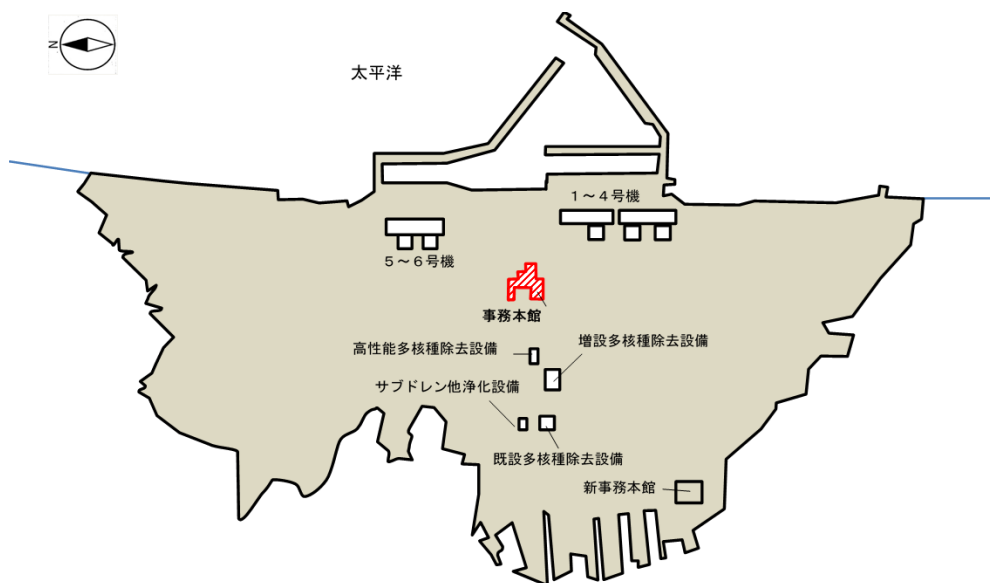 N
太平洋
１～４号機
５～６号機
事務本館
増設多核種除去設備
高性能多核種除去設備
サブドレン他浄化設備
既設多核種除去設備
新事務本館